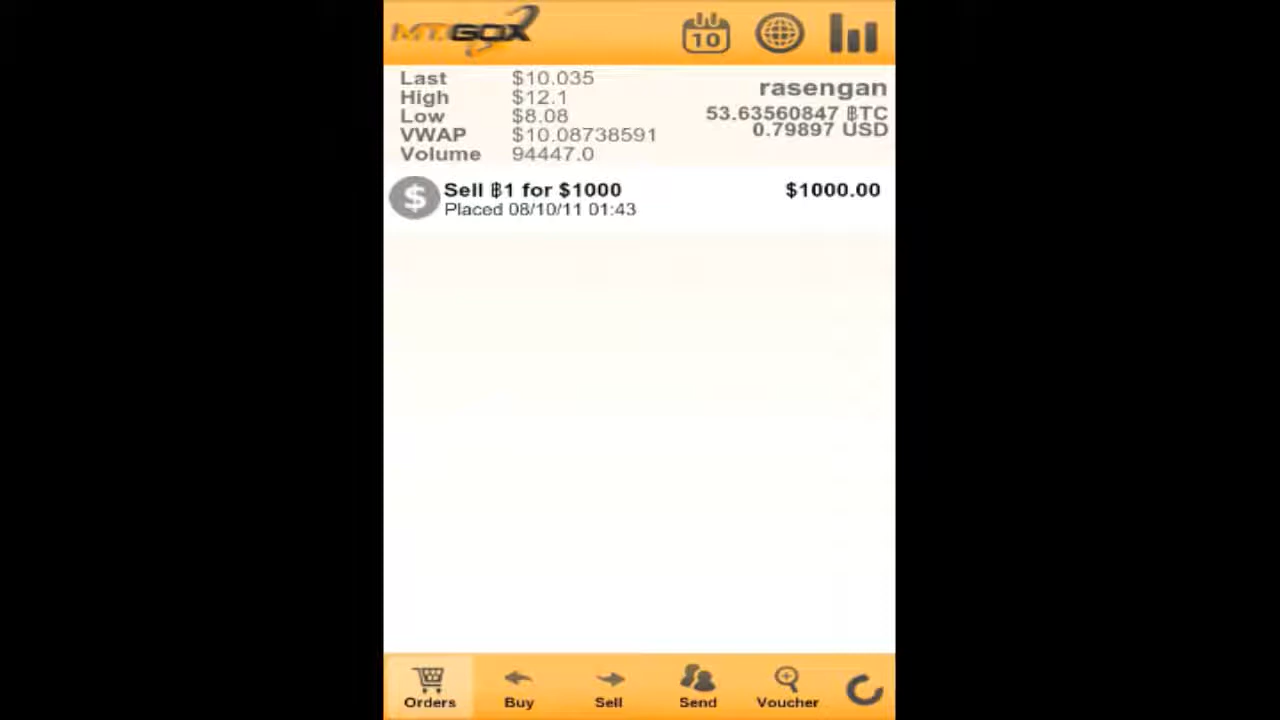 MT.GOX
10
Last $10.035
High $12.1
Low $8.08
VWAP $10.08738591
Volume 94447.0
rasengan
53.63560847 ฿TC
0.79897 USD
Sell ฿1 for $1000 $1000.00
Placed 08/10/11 01:43
Orders Buy Sell Send Voucher